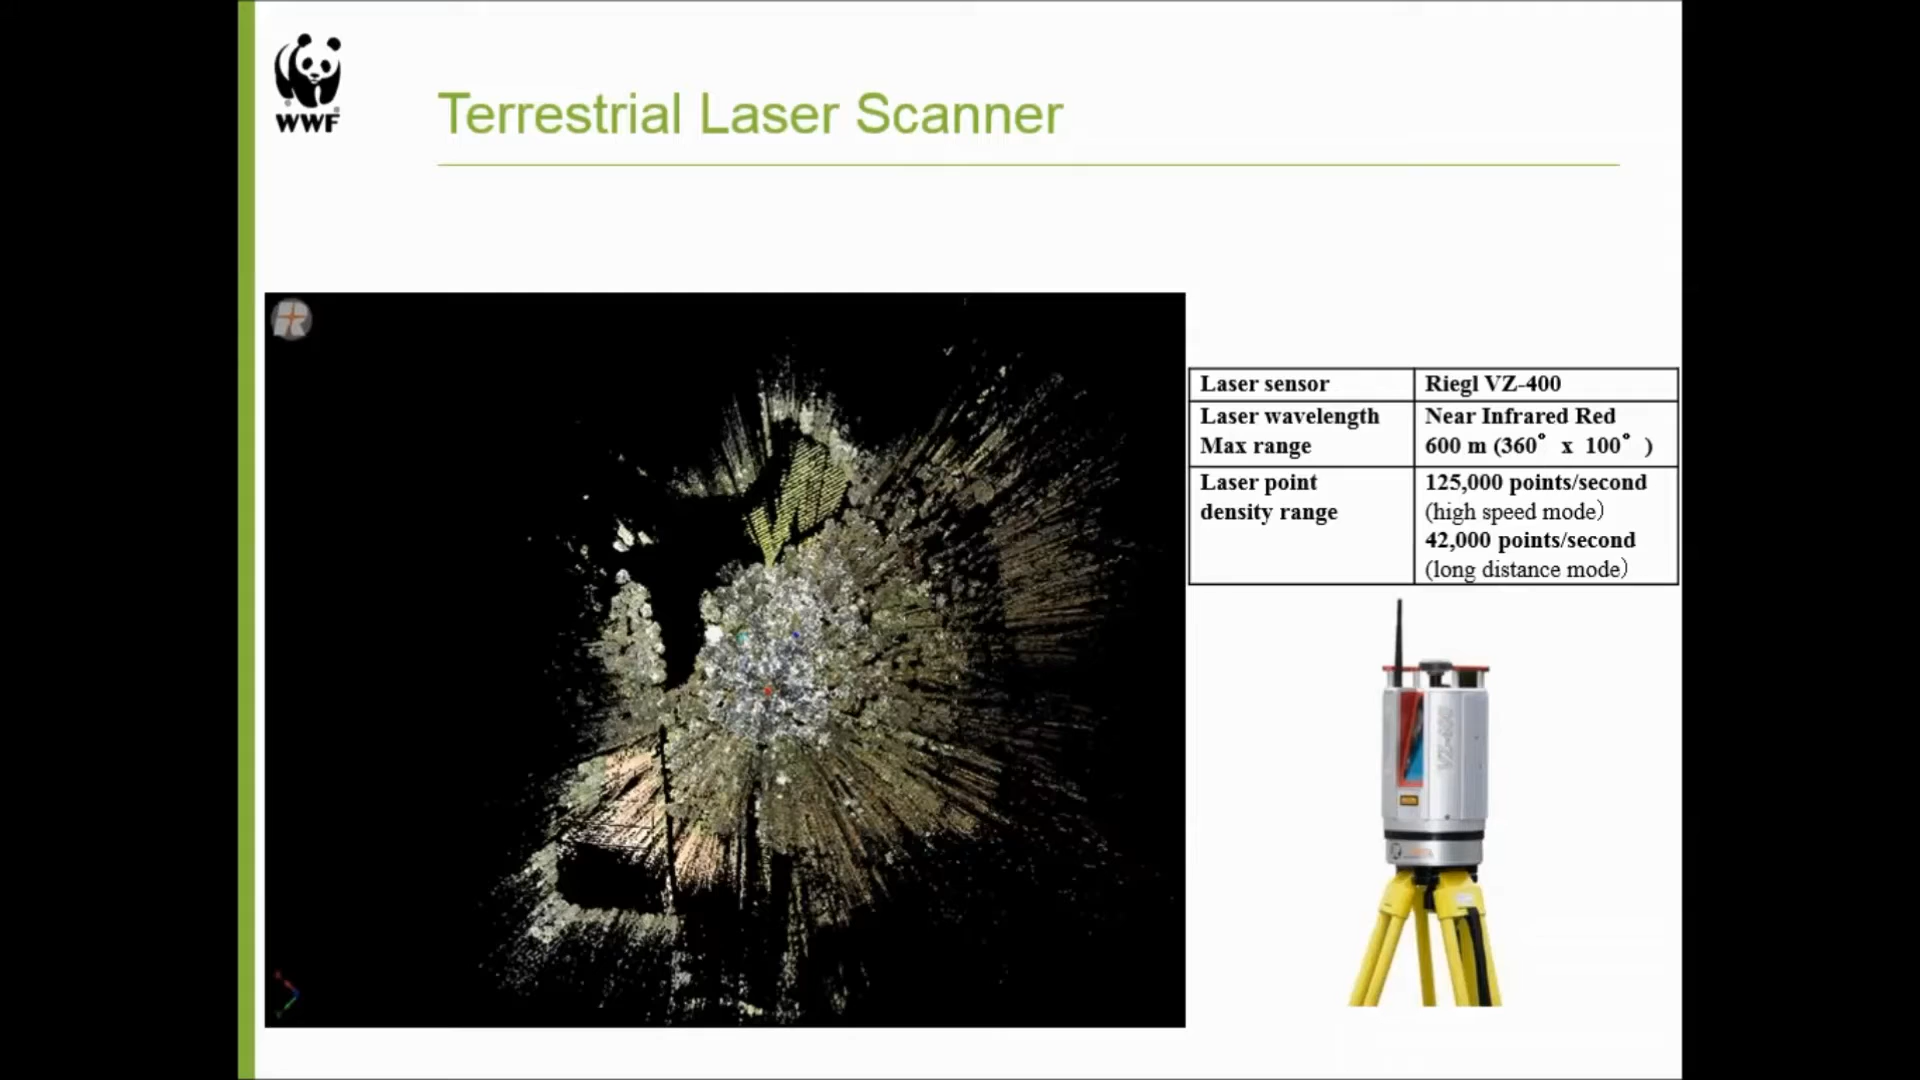 WWF
Terrestrial Laser Scanner
Laser sensor
Riegl VZ-400
Laser wavelength
Max range
Near Infrared Red
600 m (360° x 100° )
Laser point
density range
125,000 points/second
(high speed mode)
42,000 points/second
(long distance mode)
VZ-400